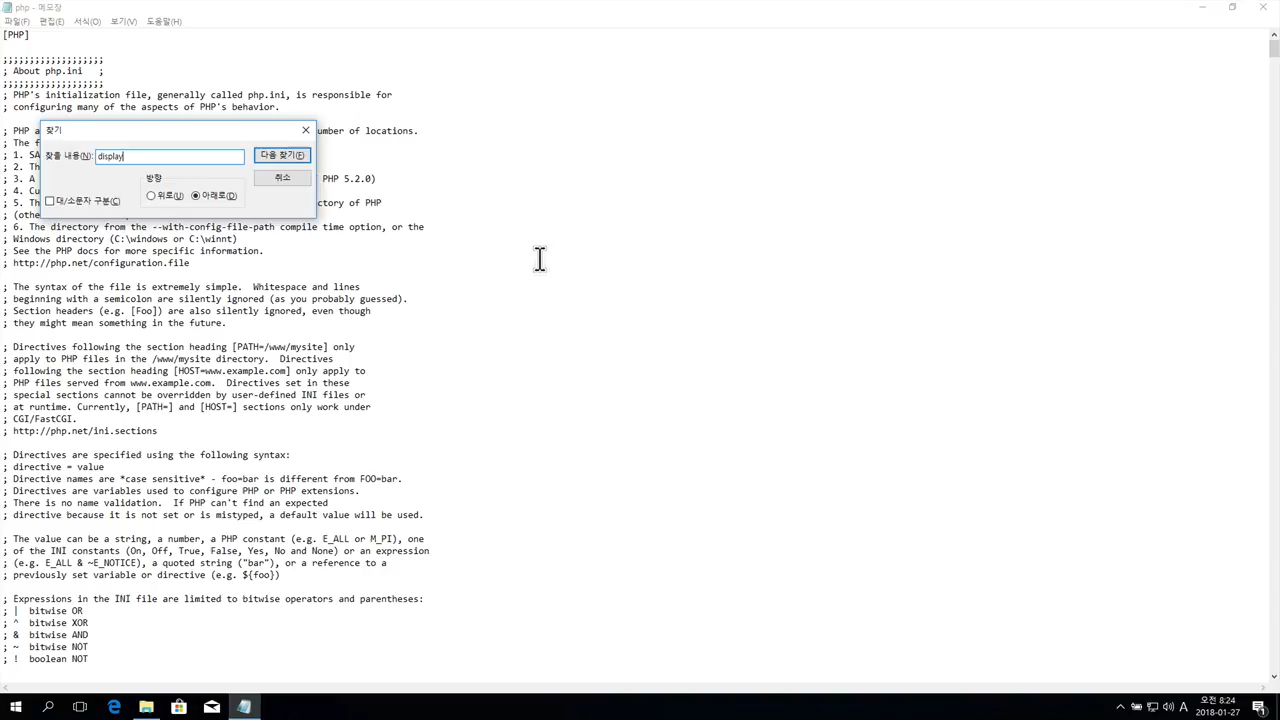 php - 메모장
파일(F) 편집(E) 서식(O) 보기(V) 도움말(H)
[PHP]
;;;;;;;;;;;;;;;;;;;
; About php.ini   ;
;;;;;;;;;;;;;;;;;;;
; PHP's initialization file, generally called php.ini, is responsible for
; configuring many of the aspects of PHP's behavior.
; PHP a
umber of locations.
; The f
찾기
찾을 내용(N): display
다음 찾기(F)
취소
방향
위로(U) 아래로(D)
대/소문자 구분(C)
; 1. SA
; 2. Th
; 3. A
PHP 5.2.0)
; 4. Cu
; 5. Th
ctory of PHP
; (othe
; 6. The directory from the --with-config-file-path compile time option, or the
; Windows directory (C:\windows or C:\winnt)
; See the PHP docs for more specific information.
; http://php.net/configuration.file
; The syntax of the file is extremely simple.  Whitespace and lines
; beginning with a semicolon are silently ignored (as you probably guessed).
; Section headers (e.g. [Foo]) are also silently ignored, even though
; they might mean something in the future.
; Directives following the section heading [PATH=/www/mysite] only
; apply to PHP files in the /www/mysite directory.  Directives
; following the section heading [HOST=www.example.com] only apply to
; PHP files served from www.example.com.  Directives set in these
; special sections cannot be overridden by user-defined INI files or
; at runtime. Currently, [PATH=] and [HOST=] sections only work under
; CGI/FastCGI.
; http://php.net/ini.sections
; Directives are specified using the following syntax:
; directive = value
; Directive names are *case sensitive* - foo=bar is different from FOO=bar.
; Directives are variables used to configure PHP or PHP extensions.
; There is no name validation.  If PHP can't find an expected
; directive because it is not set or is mistyped, a default value will be used.
; The value can be a string, a number, a PHP constant (e.g. E_ALL or M_PI), one
; of the INI constants (On, Off, True, False, Yes, No and None) or an expression
; (e.g. E_ALL & ~E_NOTICE), a quoted string ("bar"), or a reference to a
; previously set variable or directive (e.g. ${foo})
; Expressions in the INI file are limited to bitwise operators and parentheses:
; |  bitwise OR
; ^  bitwise XOR
; &  bitwise AND
; ~  bitwise NOT
; !  boolean NOT
A
오전 8:24
2018-01-27
1